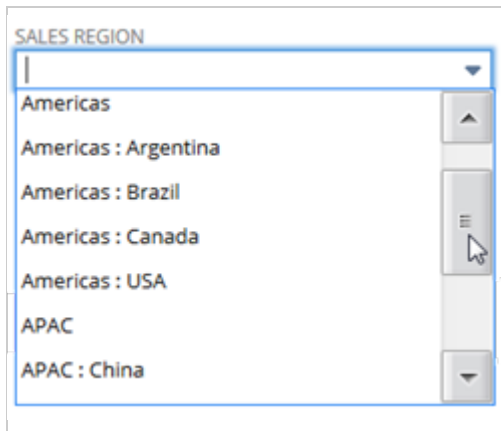 SALES REGION
Americas
Americas : Argentina
Americas : Brazil
Americas : Canada
Americas : USA
APAC
APAC : China